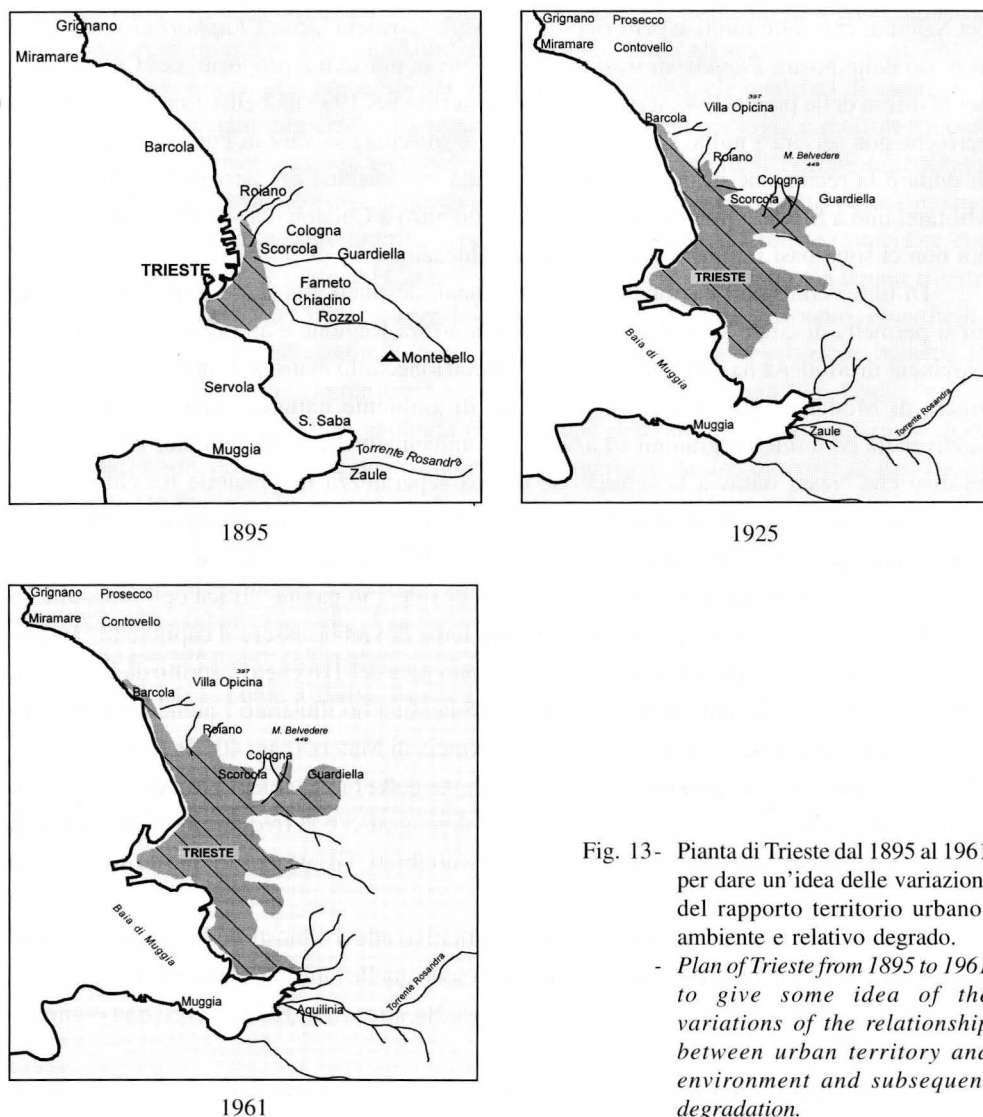 Grignano
Miramare
Barcola
Roiano
Cologna
Scorcola
Guardiella
TRIESTE
Farneto
Chiadino
Rozzol
Montebello
Servola
S. Saba
Muggia
Torrente Rosandra
Zaule
1895
Grignano Prosecco
Miramare Contovello
397
Villa Opicina
Barcola
Roiano
M. Belvedere
449
Cologna
Scorcola Guardiella
TRIESTE
Baia di Muggia
Muggia
Zaule
Torrente Rosandra
1925
Grignano Prosecco
Miramare Contovello
397
Villa Opicina
Barcola
Roiano
M. Belvedere
449
Cologna
Scorcola Guardiella
TRIESTE
Baia di Muggia
Muggia
Aquilinia
Torrente Rosandra
1961
Fig. 13- Pianta di Trieste dal 1895 al 1961
per dare un'idea delle variazion
del rapporto territorio urbano
ambiente e relativo degrado.
- Plan of Trieste from 1895 to 1961
to give some idea of the
variations of the relationship
between urban territory and
environment and subsequen
degradation.